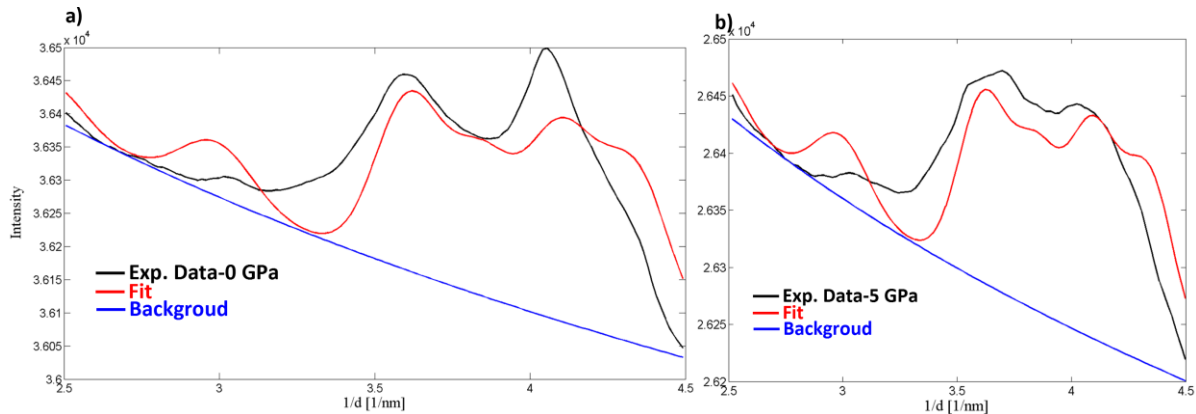 a)
3.65 x 10^4
3.64
3.63
3.62
3.61
3.6
3.645
3.635
3.625
3.615
3.605
Intensity
Exp. Data-0 GPa
Fit
Backgroud
2.5 3 3.5 4 4.5
1/d [1/nm]
b)
2.65 x 10^4
2.645
2.64
2.635
2.63
2.625
2.62
Exp. Data-5 GPa
Fit
Backgroud
2.5 3 3.5 4 4.5
1/d [1/nm]